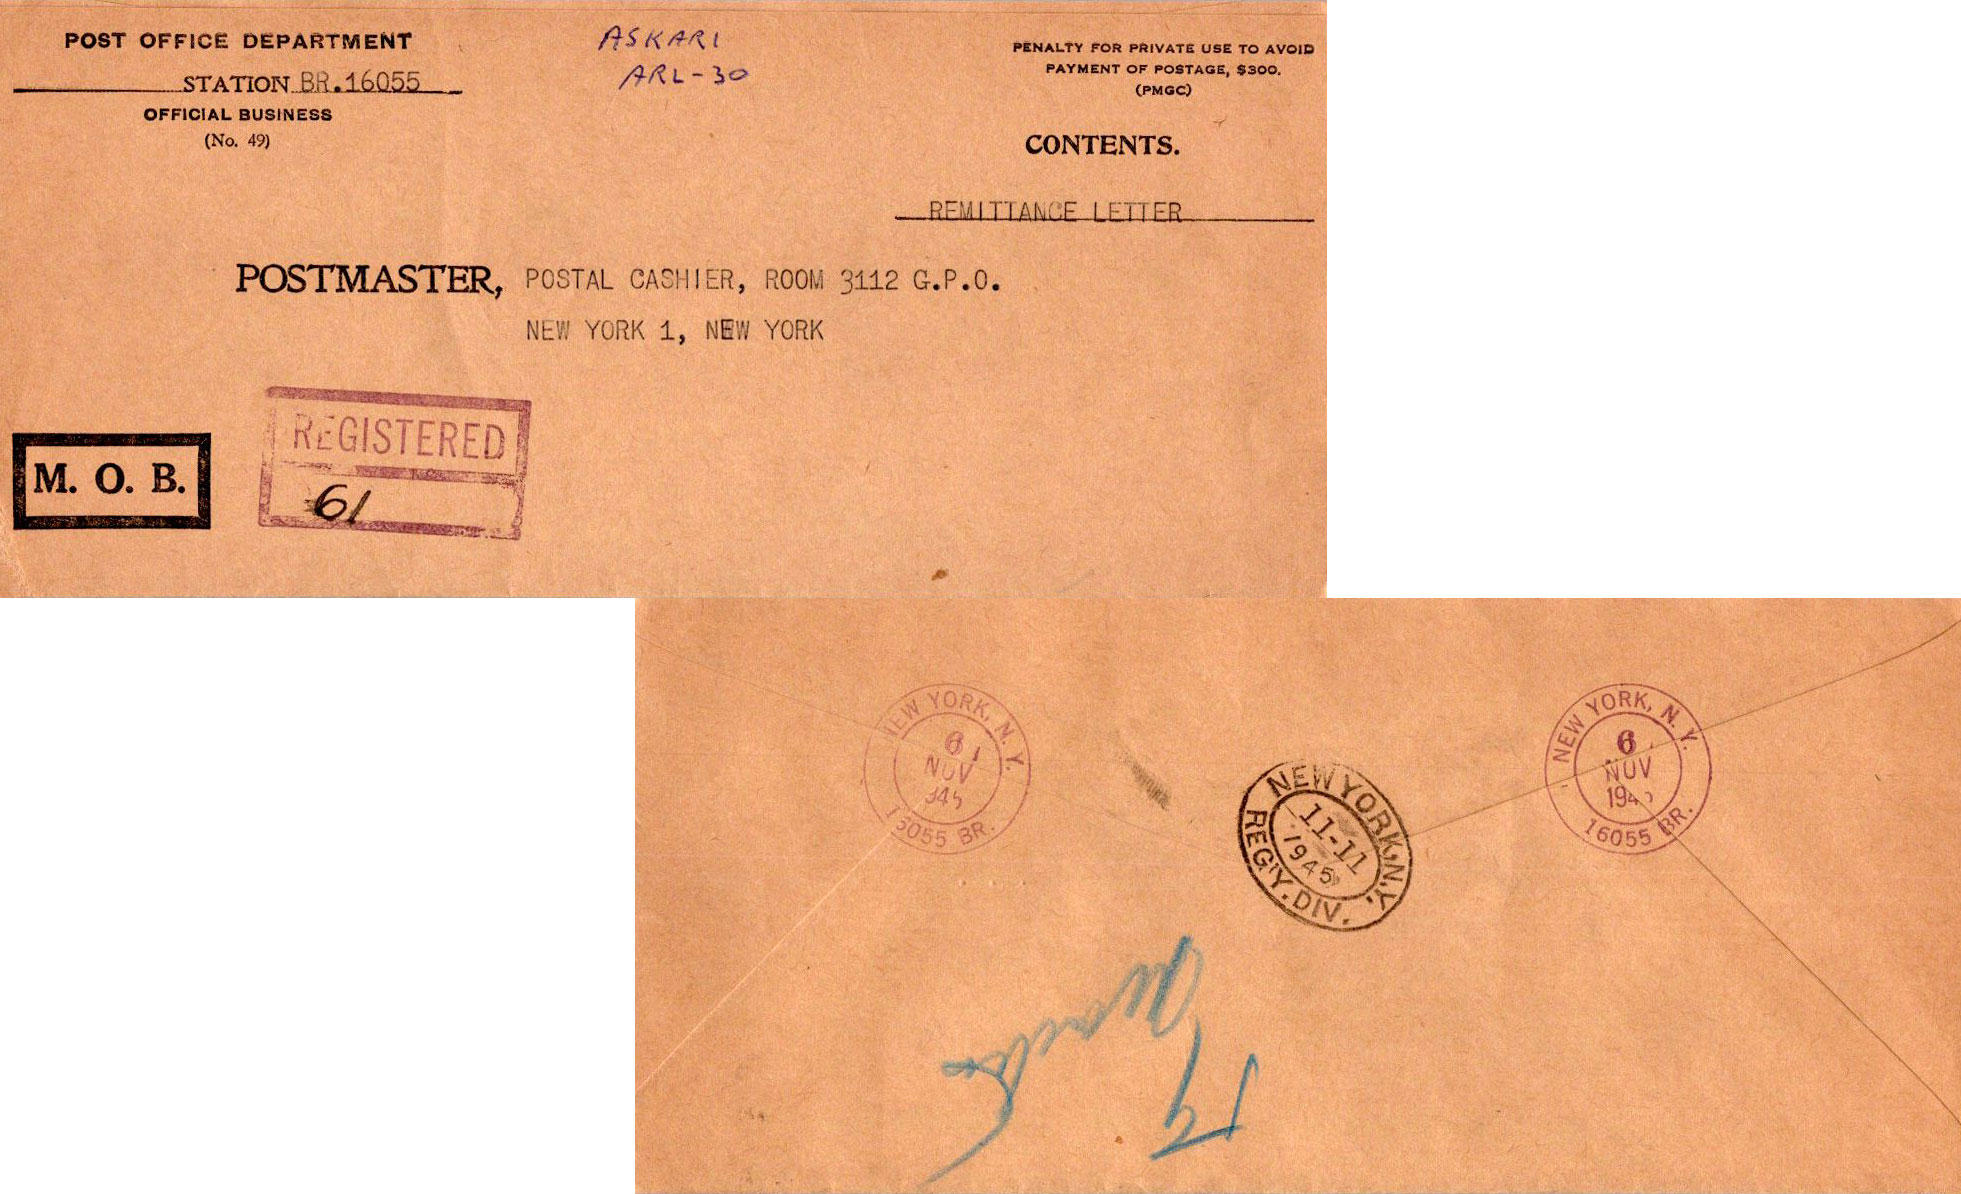 POST OFFICE DEPARTMENT
STATION BR.16055
OFFICIAL BUSINESS
(No. 49)
ASKARI
ARL-30
PENALTY FOR PRIVATE USE TO AVOID
PAYMENT OF POSTAGE, $300.
(PMGC)
CONTENTS.
REMITTANCE LETTER
POSTMASTER, POSTAL CASHIER, ROOM 3112 G.P.O.
NEW YORK 1, NEW YORK
REGISTERED
61
M. O. B.
NEW YORK, N. Y.
6
NOV
945
16055 BR.
NEW YORK, N.Y.
11-11
1945
REG'Y. DIV.
NEW YORK, N. Y.
6
NOV
194
16055 BR.